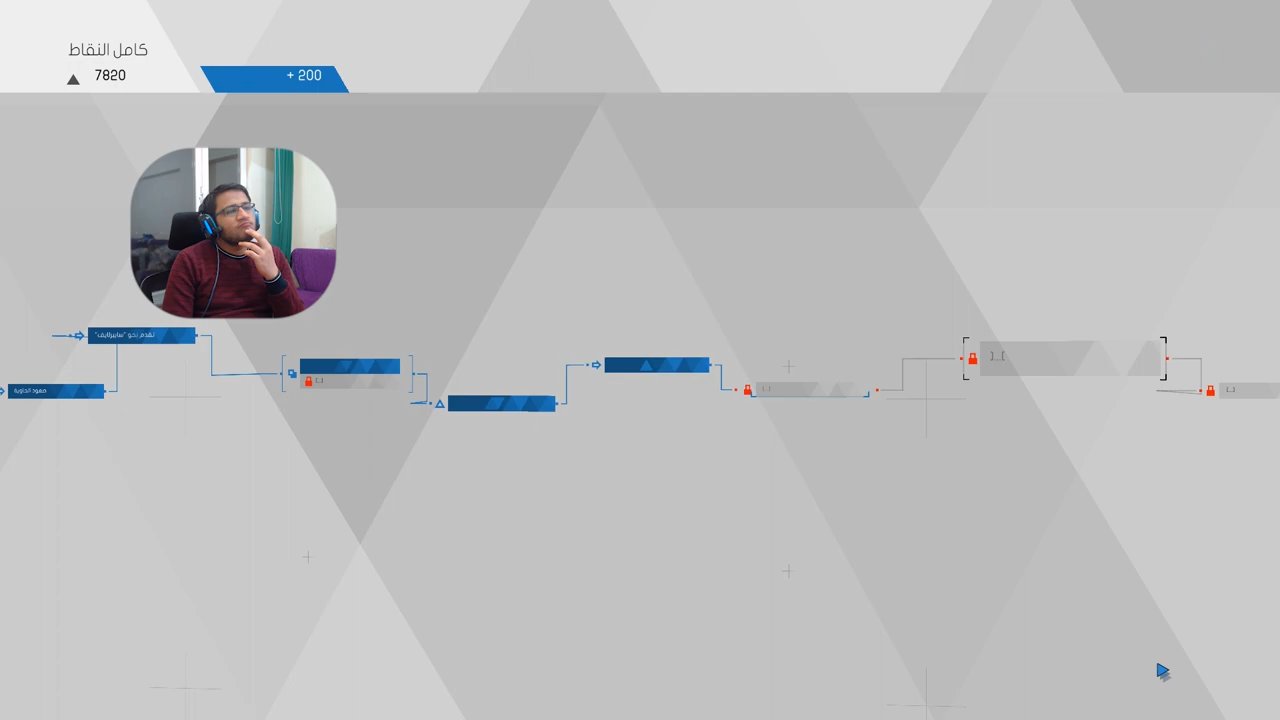 كامل النقاط
7820
+ 200
تقدم نحو "سايبرلايف"
صعود الحاوية
[...]
[...]
[...]
[...]